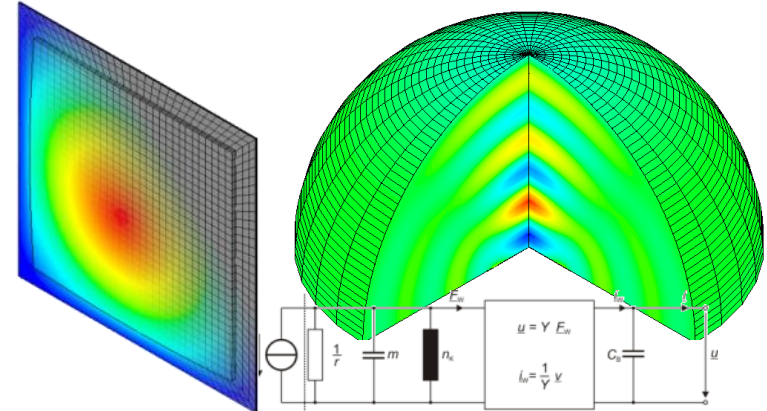 F_w
i_w
i
1/r
m
n_K
u = Y F_w
i_w = 1/Y v
C_B
u